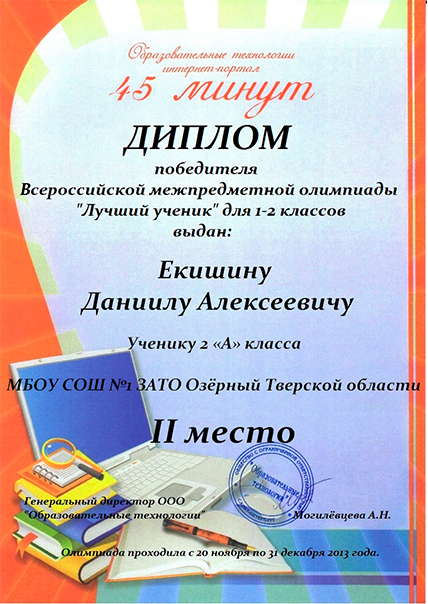 Образовательные технологии
интернет-портал
45 минут
ДИПЛОМ
победителя
Всероссийской межпредметной олимпиады
"Лучший ученик" для 1-2 классов
выдан:
Екишину
Даниилу Алексеевичу
Ученику 2 «А» класса
МБОУ СОШ №1 ЗАТО Озёрный Тверской области
II место
"Образовательные
технологии"
Генеральный директор ООО
"Образовательные технологии"
Могилёвцева А.Н.
Олимпиада проходила с 20 ноября по 31 декабря 2013 года.